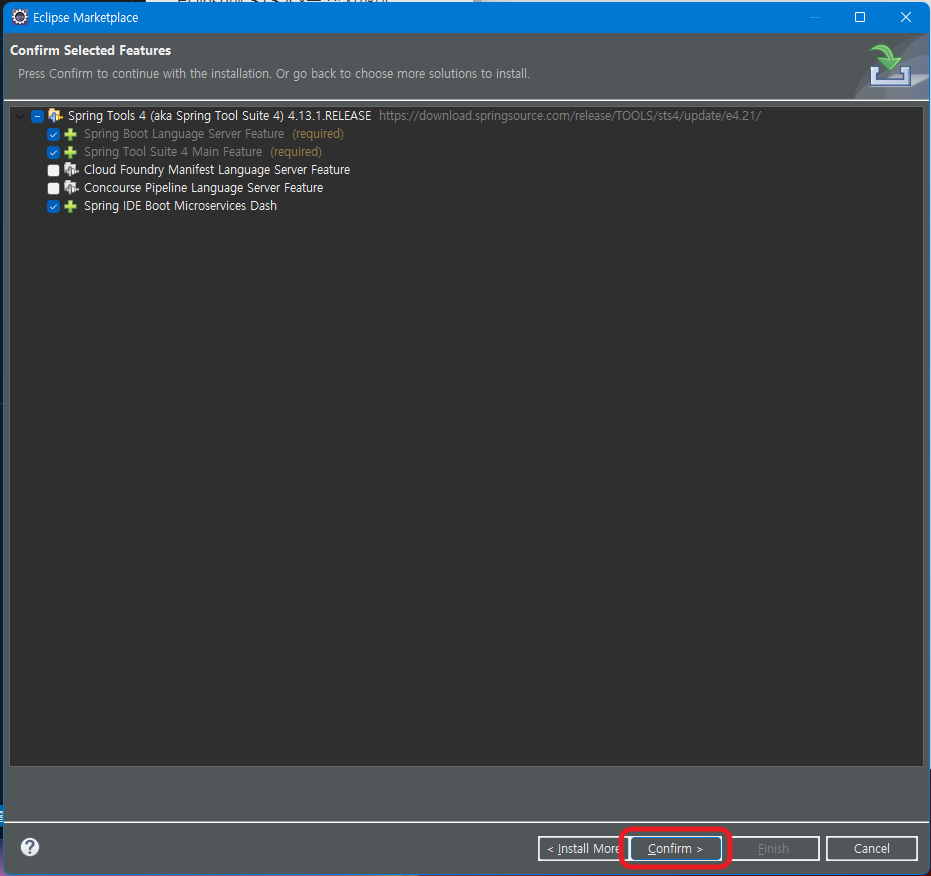 Eclipse Marketplace
Confirm Selected Features
Press Confirm to continue with the installation. Or go back to choose more solutions to install.
Spring Tools 4 (aka Spring Tool Suite 4) 4.13.1.RELEASE https://download.springsource.com/release/TOOLS/sts4/update/e4.21/
Spring Boot Language Server Feature (required)
Spring Tool Suite 4 Main Feature (required)
Cloud Foundry Manifest Language Server Feature
Concourse Pipeline Language Server Feature
Spring IDE Boot Microservices Dash
? < Install More Confirm > Finish Cancel